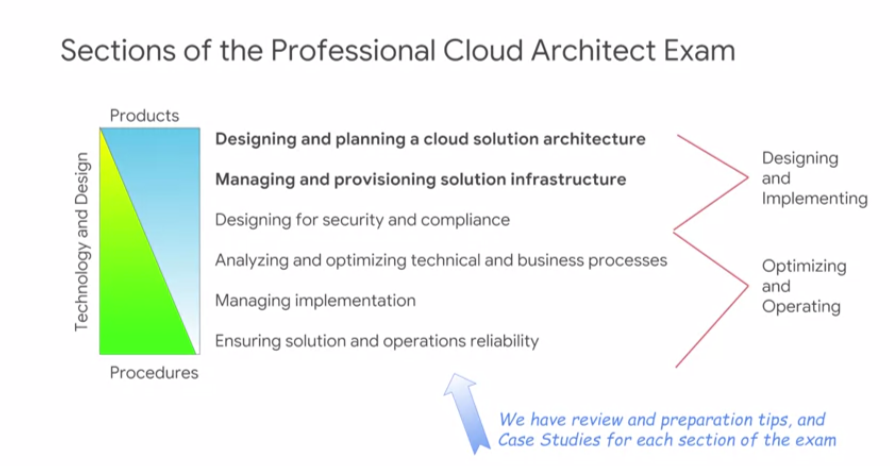 Sections of the Professional Cloud Architect Exam
Products
Technology and Design
Designing and planning a cloud solution architecture
Managing and provisioning solution infrastructure
Designing for security and compliance
Analyzing and optimizing technical and business processes
Managing implementation
Ensuring solution and operations reliability
Procedures
Designing
and
Implementing
Optimizing
and
Operating
We have review and preparation tips, and
Case Studies for each section of the exam